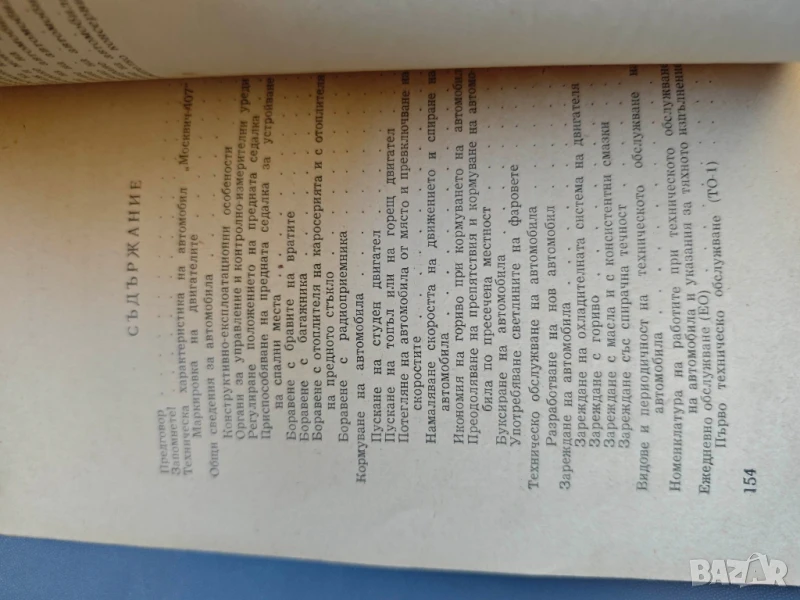 СЪДЪРЖАНИЕ
Предговор . . . . . . . . .
Запомнете! . . . . . . . . .
Техническа характеристика на автомобил „Москвич-407“
Маркировка на двигателите . . . . . .
Общи сведения за автомобила . . . . . .
Конструктивно-експлоатационни особености
Органи за управление и контролно-измерителни уреди
Регулиране положението на предната седалка
Приспособяване на предната седалка за устройване
на спални места . . . . . .
Боравене с бравите на вратите . . . . .
Боравене с багажника . . . . . .
Боравене с отоплителя на каросерията и с отоплителя
на предното стъкло . . . . . .
Боравене с радиоприемника . . . . . .
Кормуване на автомобила . . . . . .
Пускане на студен двигател . . . . .
Пускане на топъл или на горещ двигател
Потегляне на автомобила от място и превключване на
скоростите . . . . . .
Намаляване скоростта на движението и спиране на
автомобила . . . . . .
Икономия на гориво при кормуването на автомобила
Преодоляване на препятствия и кормуване на автомо-
била по пресечена местност . . . . .
Буксиране на автомобила . . . . . .
Употребяване светлините на фаровете . . . .
Техническо обслужване на автомобила . . . .
Разработване на нов автомобил . . . . .
Зареждане на автомобила . . . . . .
Зареждане на охладителната система на двигателя
Зареждане с гориво . . . . . .
Зареждане с масла и с консистентни смазки
Зареждане със спирачна течност . . . . .
Видове и периодичност на техническото обслужване на
автомобила . . . . . .
Номенклатура на работите при техническото обслужване
на автомобила и указания за тяхното изпълнение
Ежедневно обслужване (ЕО) . . . . . .
Първо техническо обслужване (ТО-1) . . . .
154
BAZAR